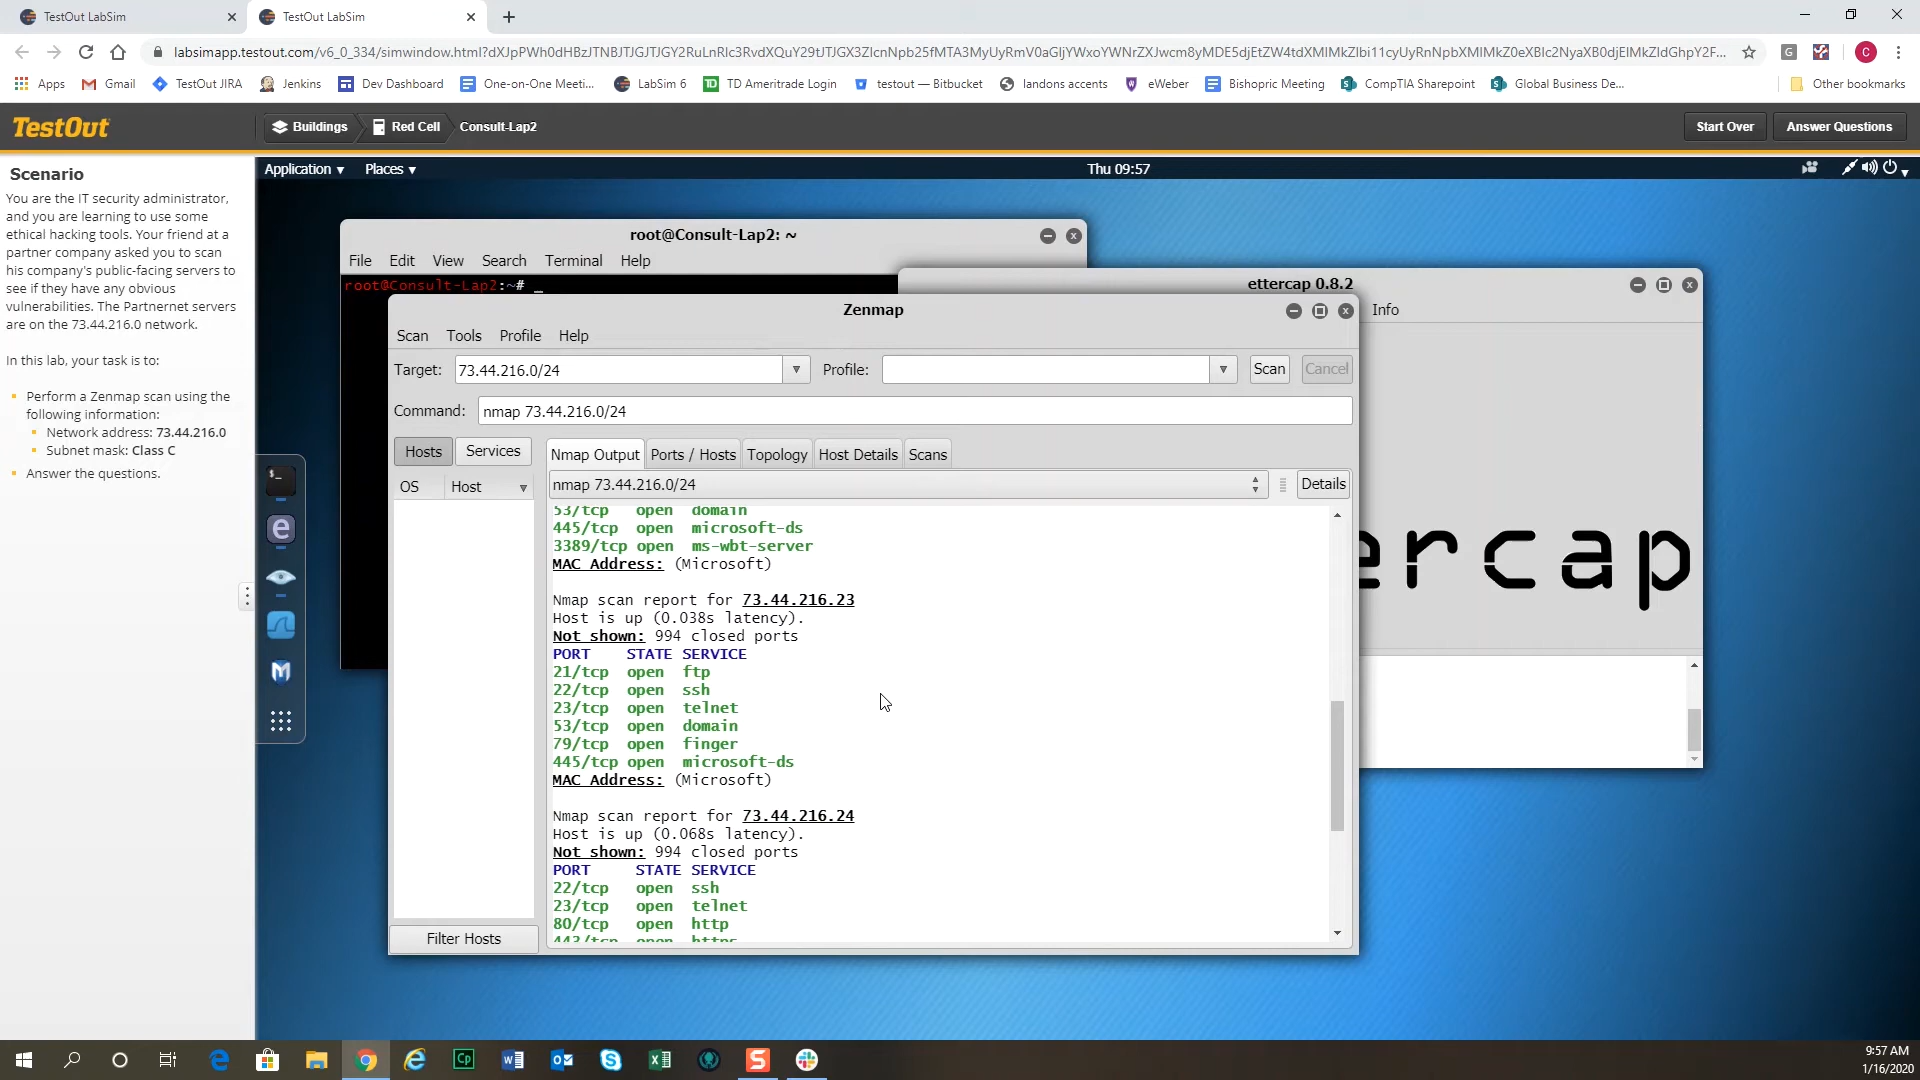 TestOut LabSim
TestOut LabSim
Apps
Gmail
TestOut JIRA
Jenkins
Dev Dashboard
One-on-One Meeti...
LabSim 6
TD Ameritrade Login
testout — Bitbucket
landons accents
eWeber
Bishopric Meeting
CompTIA Sharepoint
Global Business De...
Other bookmarks
TestOut
Buildings
Red Cell
Consult-Lap2
Start Over
Answer Questions
Scenario
You are the IT security administrator,
and you are learning to use some
ethical hacking tools. Your friend at a
partner company asked you to scan
his company's public-facing servers to
see if they have any obvious
vulnerabilities. The Partnernet servers
are on the 73.44.216.0 network.
In this lab, your task is to:
Perform a Zenmap scan using the
following information:
Network address: 73.44.216.0
Subnet mask: Class C
Answer the questions.
Application
Places
Thu 09:57
root@Consult-Lap2: ~
File Edit View Search Terminal Help
root@Consult-Lap2:~# _
ettercap 0.8.2
Info
ercap
Zenmap
Scan Tools Profile Help
Target: 73.44.216.0/24 Profile: Scan Cancel
Command: nmap 73.44.216.0/24
Hosts Services
OS Host
Filter Hosts
Nmap Output Ports / Hosts Topology Host Details Scans
nmap 73.44.216.0/24 Details
53/tcp open domain
445/tcp open microsoft-ds
3389/tcp open ms-wbt-server
MAC Address: (Microsoft)
Nmap scan report for 73.44.216.23
Host is up (0.038s latency).
Not shown: 994 closed ports
PORT STATE SERVICE
21/tcp open ftp
22/tcp open ssh
23/tcp open telnet
53/tcp open domain
79/tcp open finger
445/tcp open microsoft-ds
MAC Address: (Microsoft)
Nmap scan report for 73.44.216.24
Host is up (0.068s latency).
Not shown: 994 closed ports
PORT STATE SERVICE
22/tcp open ssh
23/tcp open telnet
80/tcp open http
443/tcp open https
9:57 AM
1/16/2020